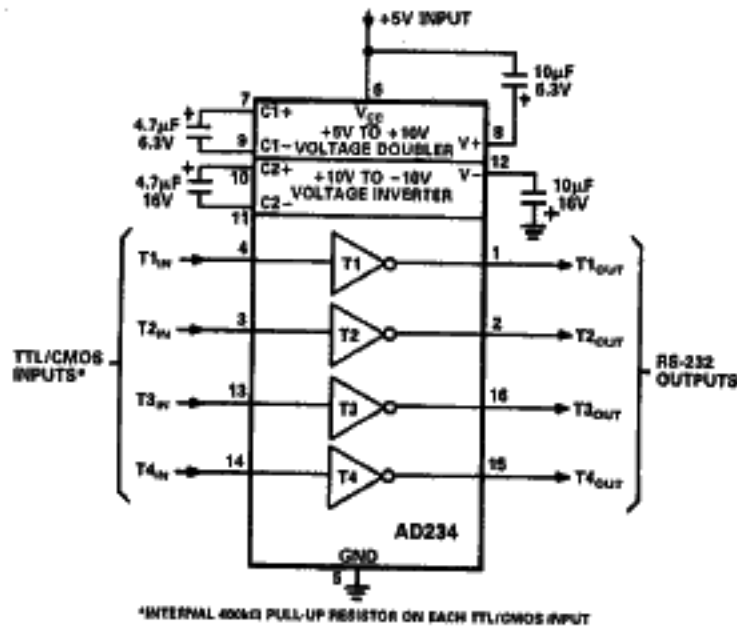 +5V INPUT
10µF
6.3V
6
7
C1+
VCC
4.7µF
6.3V
+5V TO +10V
VOLTAGE DOUBLER
V+
8
9
C1−
12
C2+
V−
10
+10V TO −10V
VOLTAGE INVERTER
4.7µF
16V
C2−
11
10µF
16V
T1IN
4
T1
1
T1OUT
T2IN
3
T2
2
T2OUT
TTL/CMOS
INPUTS*
RS-232
OUTPUTS
T3IN
13
T3
16
T3OUT
T4IN
14
T4
15
T4OUT
AD234
GND
5
*INTERNAL 400kΩ PULL-UP RESISTOR ON EACH TTL/CMOS INPUT